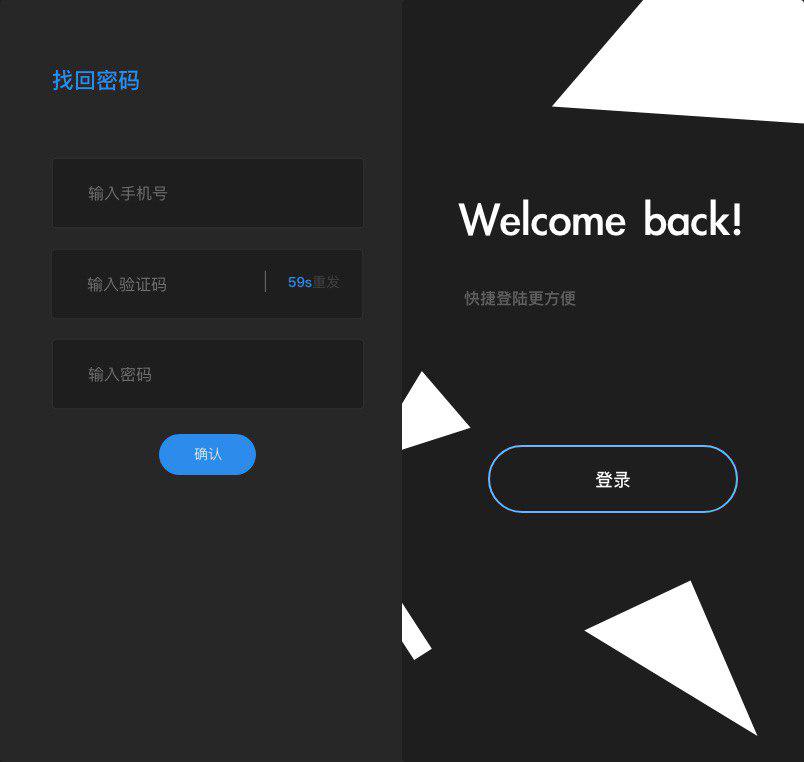 找回密码
输入手机号
输入验证码
59s重发
输入密码
确认
Welcome back!
快捷登陆更方便
登录